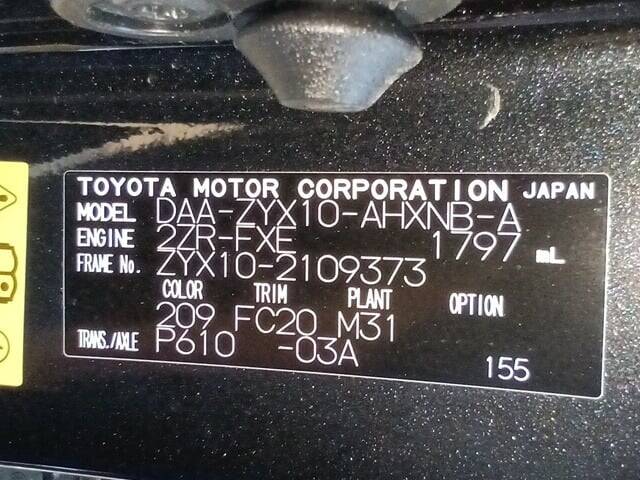 TOYOTA MOTOR CORPORATION JAPAN
MODEL DAA-ZYX10-AHXNB-A
ENGINE 2ZR-FXE 1797 mL
FRAME No. ZYX10-2109373
COLOR TRIM PLANT OPTION
209 FC20 M31
TRANS./AXLE P610 -03A
155